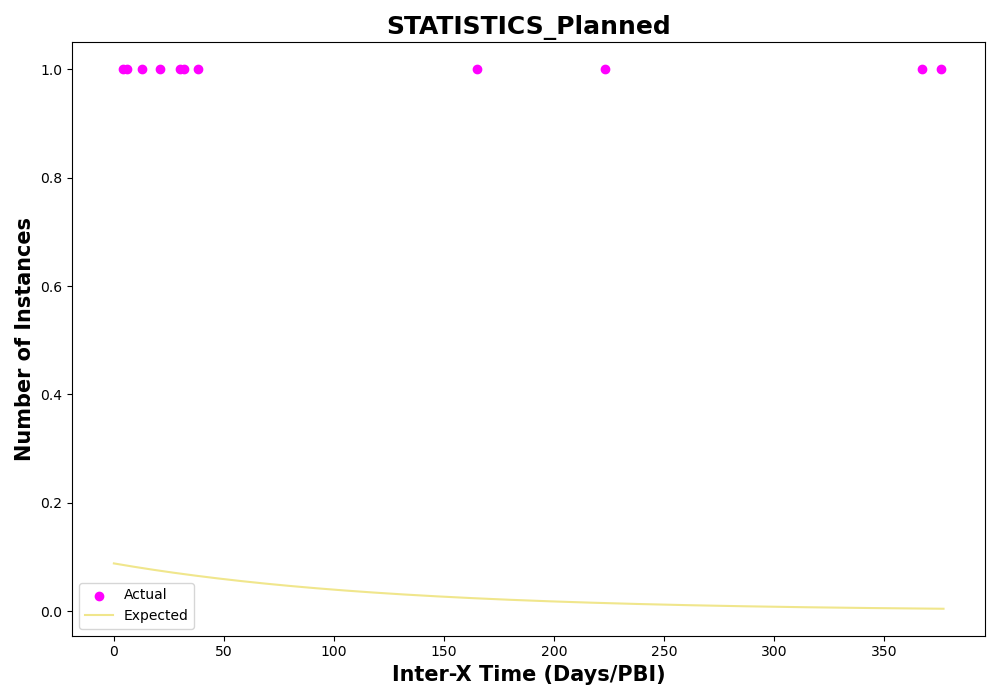 STATISTICS_Planned
Number of Instances
1.0
0.8
0.6
0.4
0.2
0.0
Actual
Expected
0
50
100
150
200
250
300
350
Inter-X Time (Days/PBI)